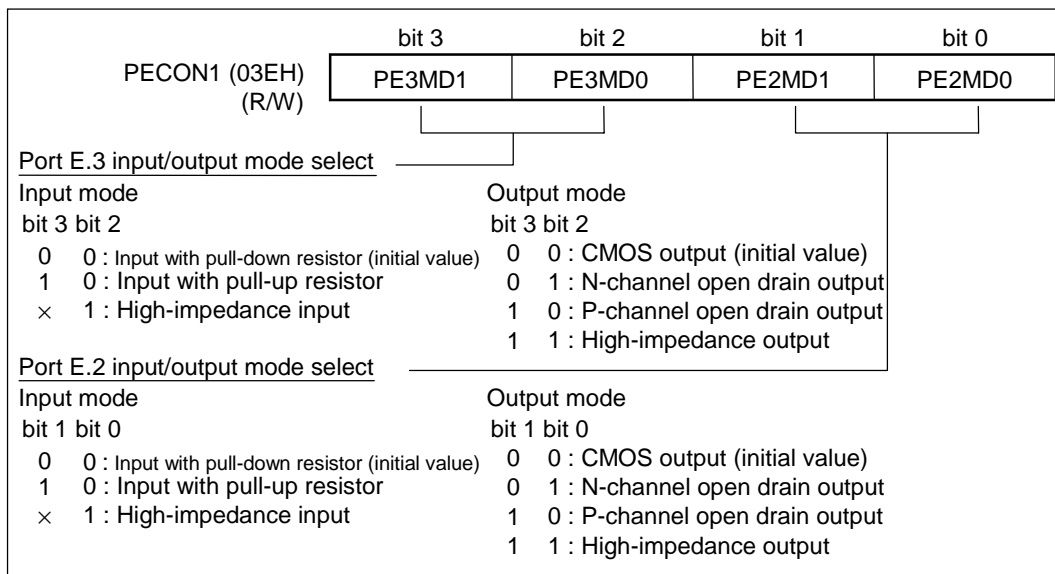 bit 3 bit 2 bit 1 bit 0
PECON1 (03EH) PE3MD1 PE3MD0 PE2MD1 PE2MD0
(R/W)
Port E.3 input/output mode select
Input mode Output mode
bit 3 bit 2 bit 3 bit 2
0 0 : Input with pull-down resistor (initial value) 0 0 : CMOS output (initial value)
1 0 : Input with pull-up resistor 0 1 : N-channel open drain output
× 1 : High-impedance input 1 0 : P-channel open drain output
1 1 : High-impedance output
Port E.2 input/output mode select
Input mode Output mode
bit 1 bit 0 bit 1 bit 0
0 0 : Input with pull-down resistor (initial value) 0 0 : CMOS output (initial value)
1 0 : Input with pull-up resistor 0 1 : N-channel open drain output
× 1 : High-impedance input 1 0 : P-channel open drain output
1 1 : High-impedance output